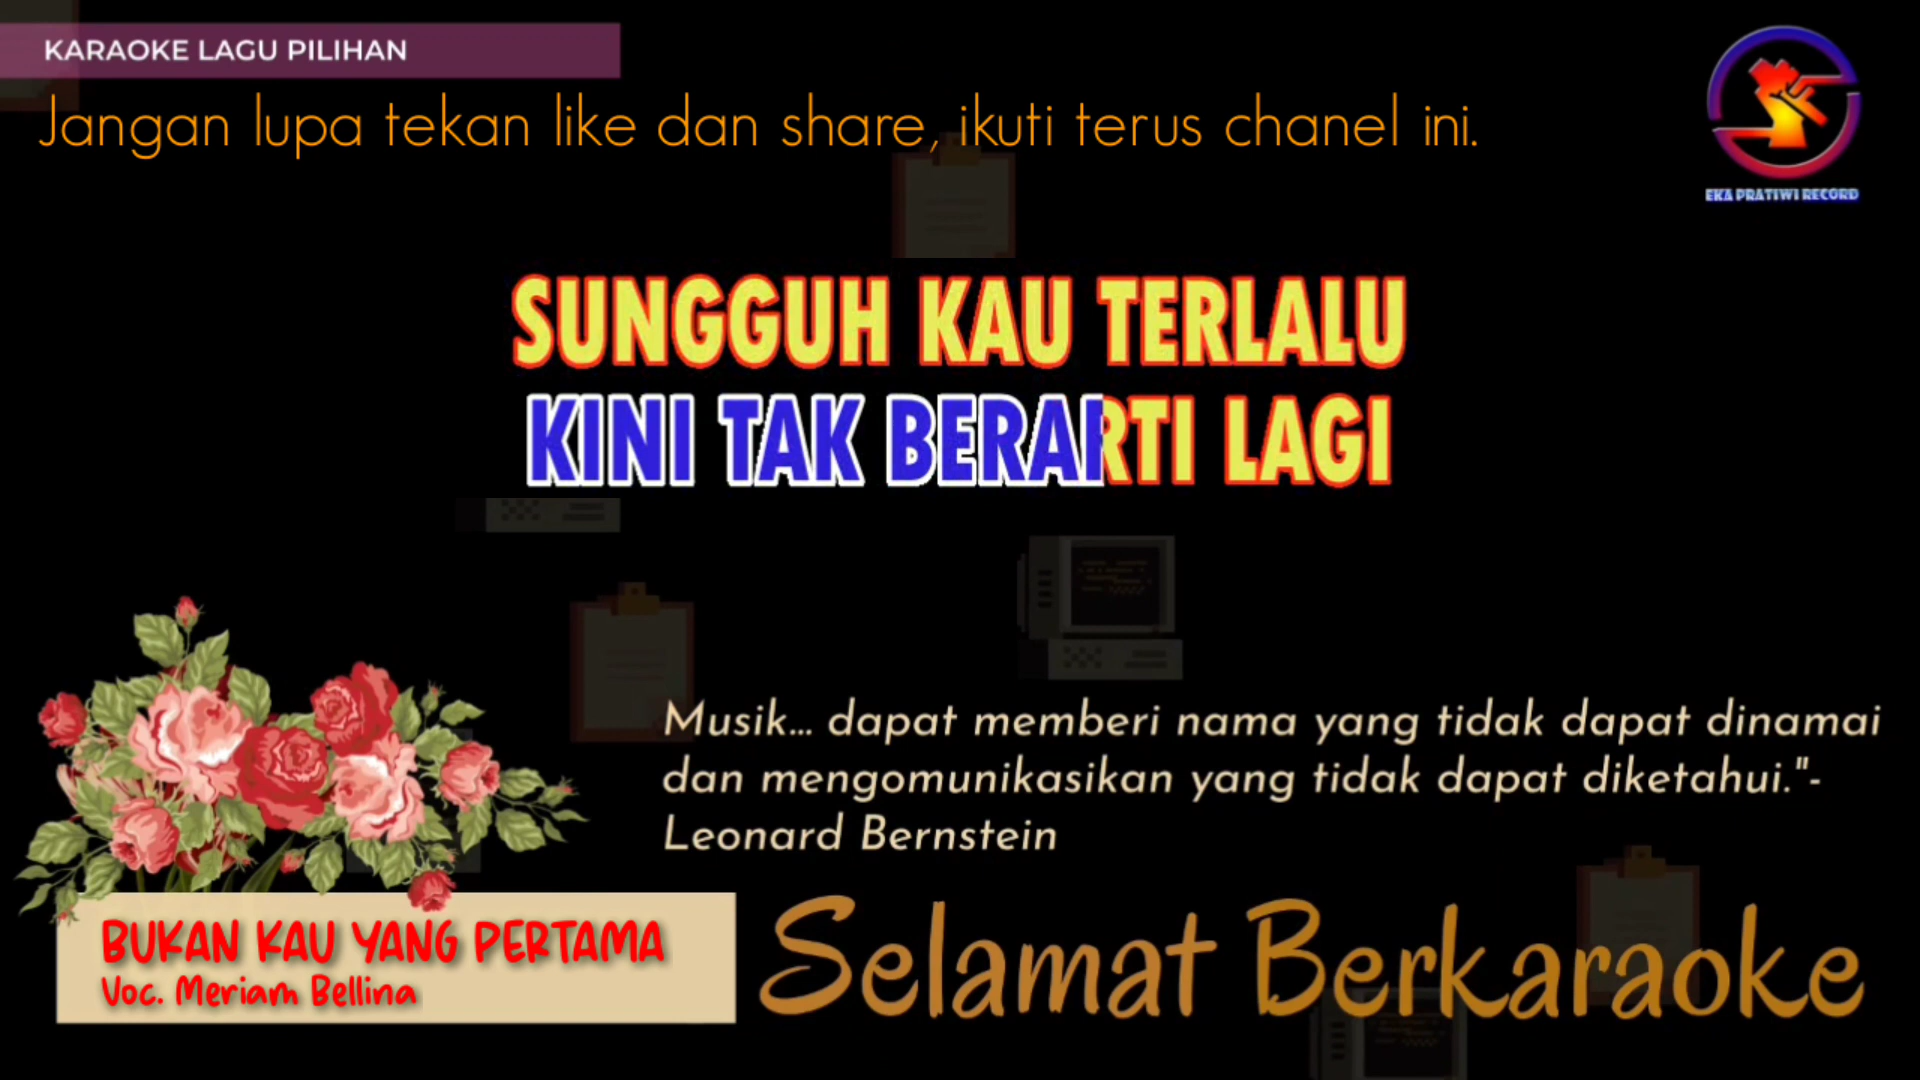 KARAOKE LAGU PILIHAN
Jangan lupa tekan like dan share, ikuti terus chanel ini.
EKA PRATIWI RECORD
SUNGGUH KAU TERLALU
KINI TAK BERARTI LAGI
Musik... dapat memberi nama yang tidak dapat dinamai
dan mengomunikasikan yang tidak dapat diketahui."-
Leonard Bernstein
BUKAN KAU YANG PERTAMA
Voc. Meriam Bellina
Selamat Berkaraoke